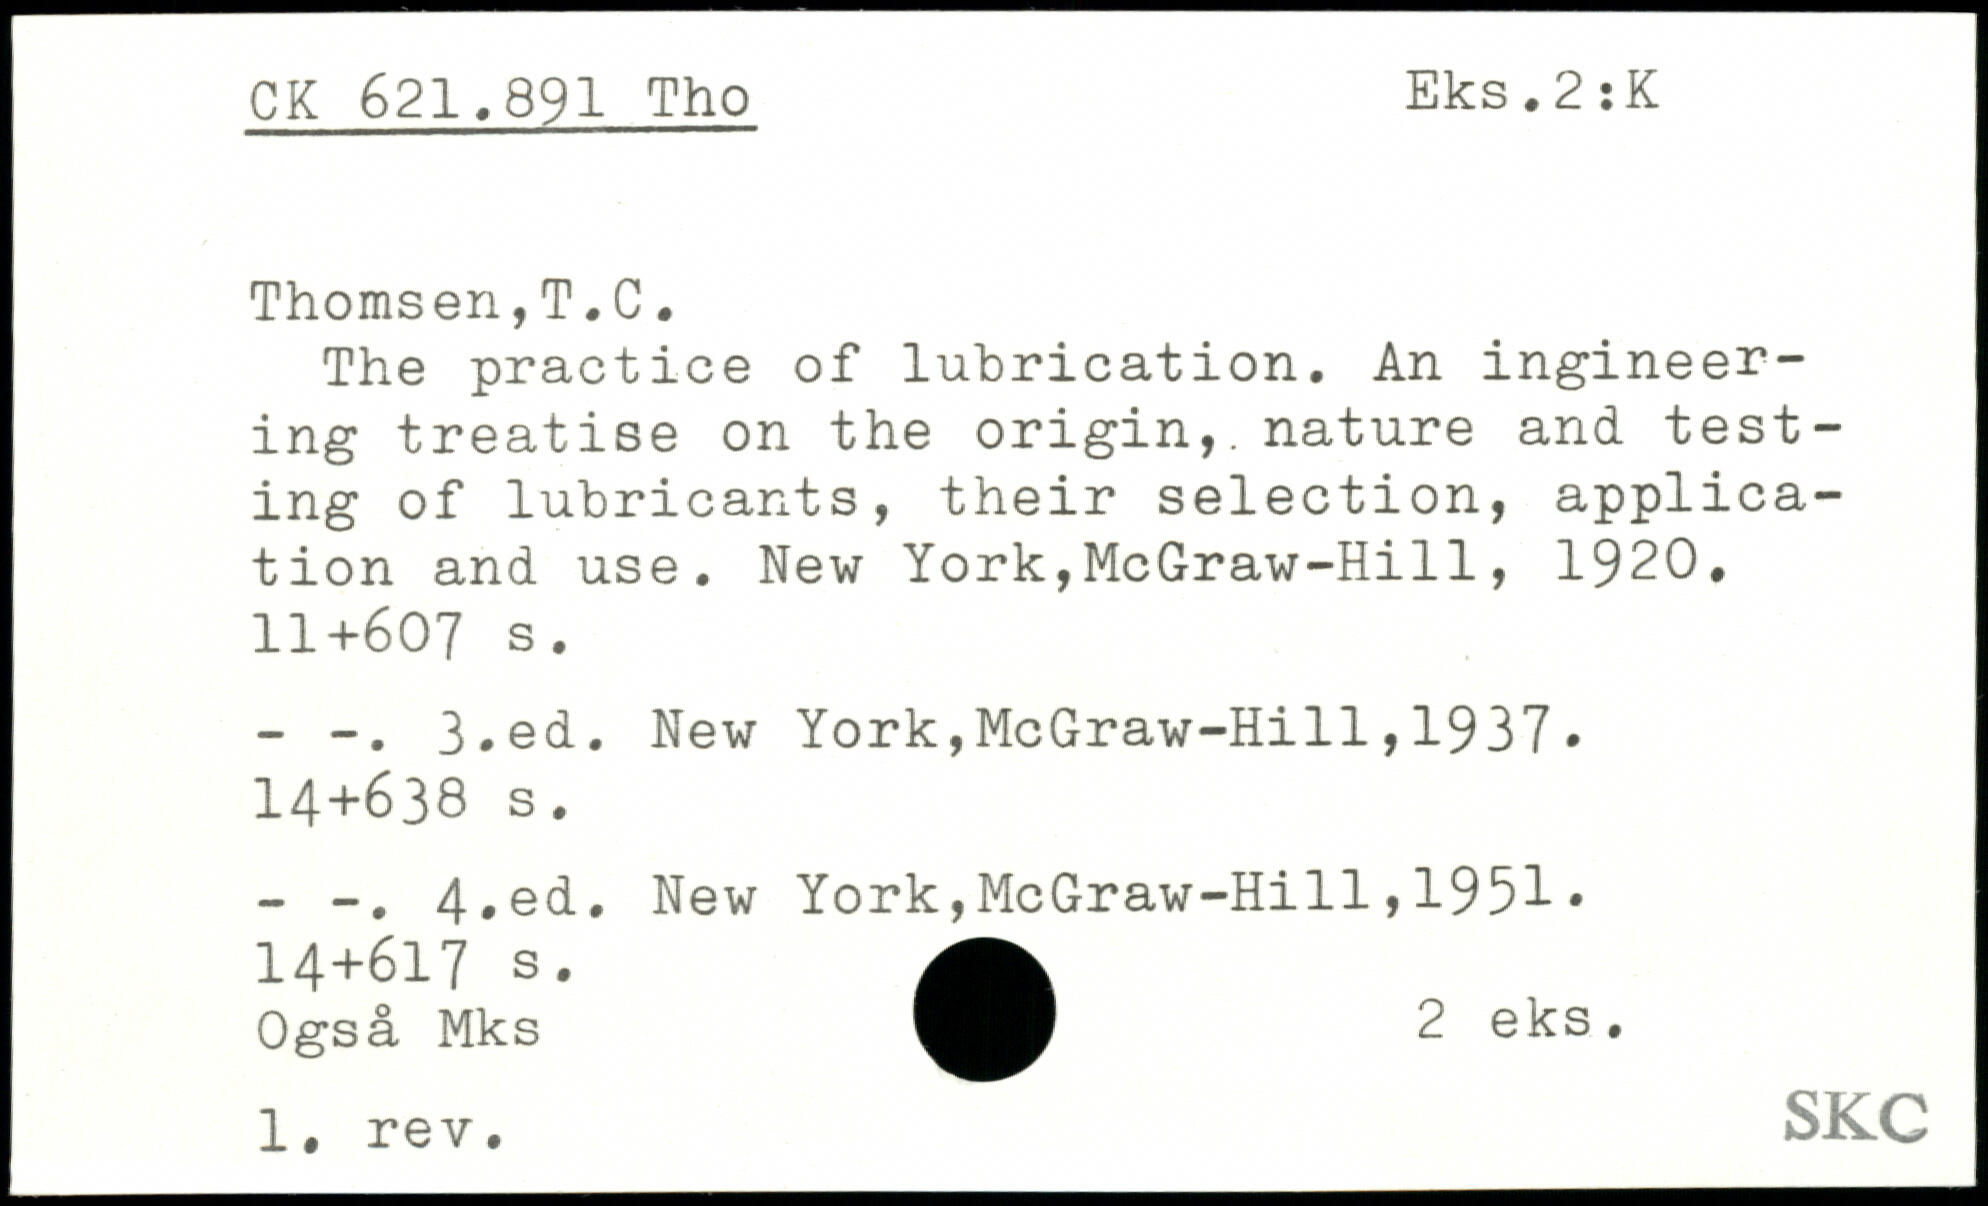 CK 621.891 Tho Eks.2:K
Thomsen,T.C.
The practice of lubrication. An ingineer-
ing treatise on the origin, nature and test-
ing of lubricants, their selection, applica-
tion and use. New York,McGraw-Hill, 1920.
11+607 s.
- -. 3.ed. New York,McGraw-Hill,1937.
14+638 s.
- -. 4.ed. New York,McGraw-Hill,1951.
14+617 s.
Også Mks 2 eks.
1. rev.
SKC